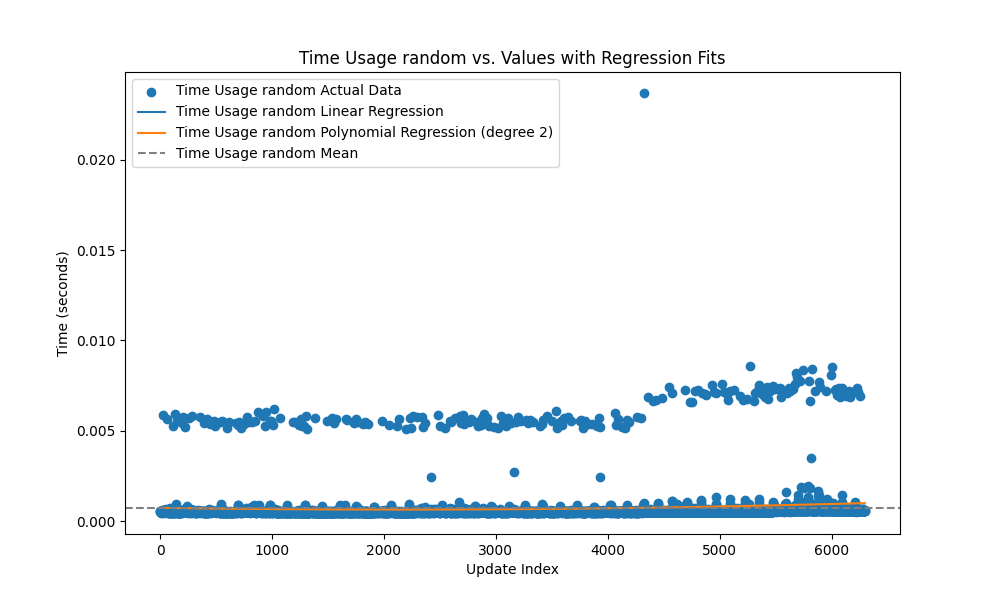 Time Usage random vs. Values with Regression Fits
Time Usage random Actual Data
Time Usage random Linear Regression
Time Usage random Polynomial Regression (degree 2)
Time Usage random Mean
0.020
0.015
0.010
0.005
0.000
Time (seconds)
0 1000 2000 3000 4000 5000 6000
Update Index